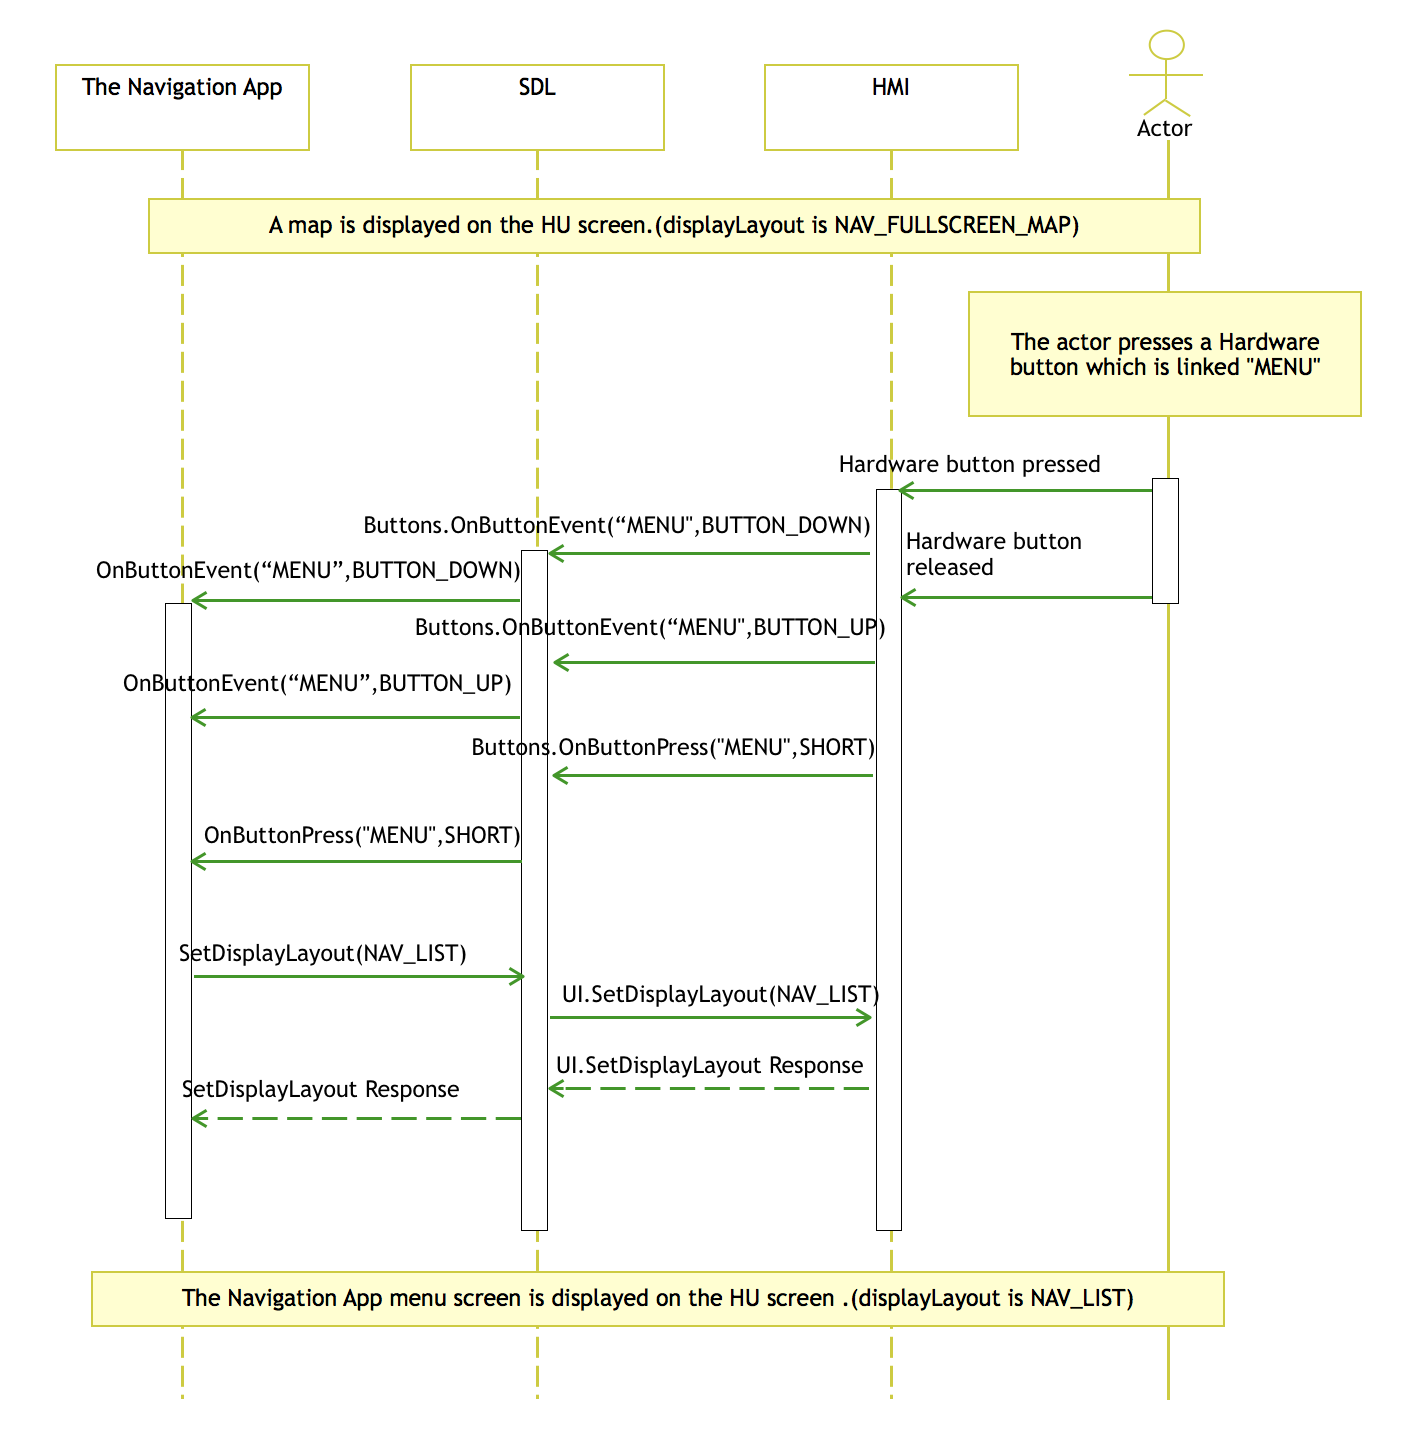 The Navigation App
SDL
HMI
Actor
A map is displayed on the HU screen.(displayLayout is NAV_FULLSCREEN_MAP)
The actor presses a Hardware
button which is linked "MENU"
Hardware button pressed
Buttons.OnButtonEvent(“MENU",BUTTON_DOWN)
Hardware button
released
OnButtonEvent(“MENU”,BUTTON_DOWN)
Buttons.OnButtonEvent(“MENU",BUTTON_UP)
OnButtonEvent(“MENU”,BUTTON_UP)
Buttons.OnButtonPress("MENU",SHORT)
OnButtonPress("MENU",SHORT)
SetDisplayLayout(NAV_LIST)
UI.SetDisplayLayout(NAV_LIST)
UI.SetDisplayLayout Response
SetDisplayLayout Response
The Navigation App menu screen is displayed on the HU screen .(displayLayout is NAV_LIST)